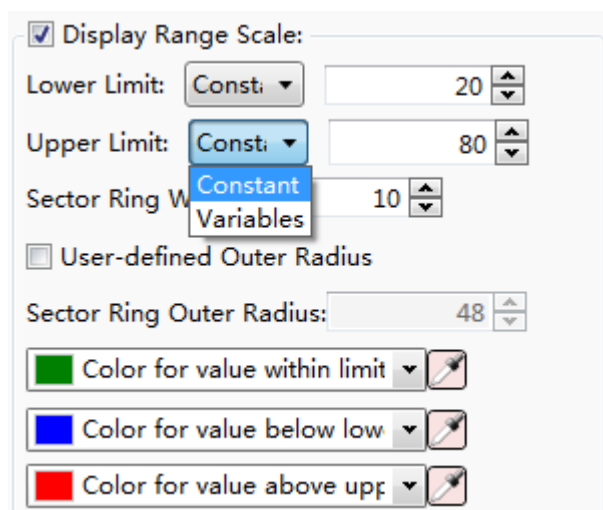 Display Range Scale:
Lower Limit: Consta 20
Upper Limit: Consta 80
Constant
Variables
Sector Ring W 10
User-defined Outer Radius
Sector Ring Outer Radius: 48
Color for value within limit
Color for value below low
Color for value above upp